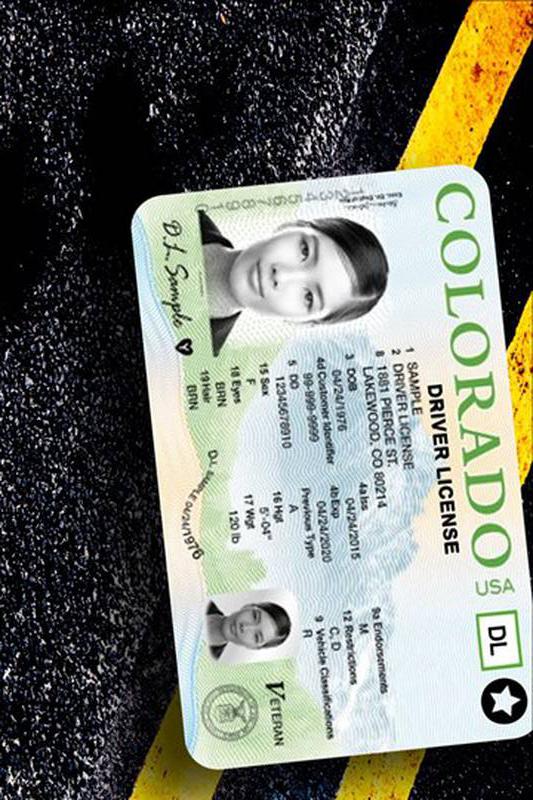 COLORADO USA
DL
DRIVER LICENSE
1 SAMPLE
2 DRIVER LICENSE
8 1881 PIERCE ST.
LAKEWOOD, CO 80214
3 DOB
04/24/1976
4a Iss
04/24/2015
9a Endorsements
M
4d Customer Identifier
99-999-9999
4b Exp
04/24/2020
12 Restrictions
C, D
5 DD
12345678910
Previous Type
A
9 Vehicle Classifications
R
15 Sex
F
16 Hgt
5'-04"
18 Eyes
BRN
17 Wgt
120 lb
19 Hair
BRN
VETERAN
D.L. Sample
D.L. SAMPLE 04/24/1976